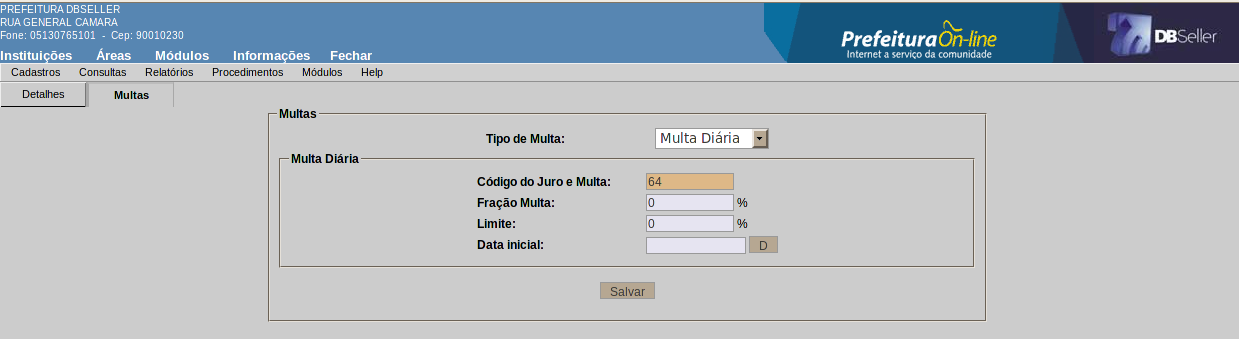 PREFEITURA DBSELLER
RUA GENERAL CAMARA
Fone: 05130765101 - Cep: 90010230
PrefeituraOn-line
Internet a serviço da comunidade
DBSeller
Instituições Áreas Módulos Informações Fechar
Cadastros Consultas Relatórios Procedimentos Módulos Help
Detalhes Multas
Multas
Tipo de Multa: Multa Diária
Multa Diária
Código do Juro e Multa: 64
Fração Multa: 0 %
Limite: 0 %
Data inicial: D
Salvar